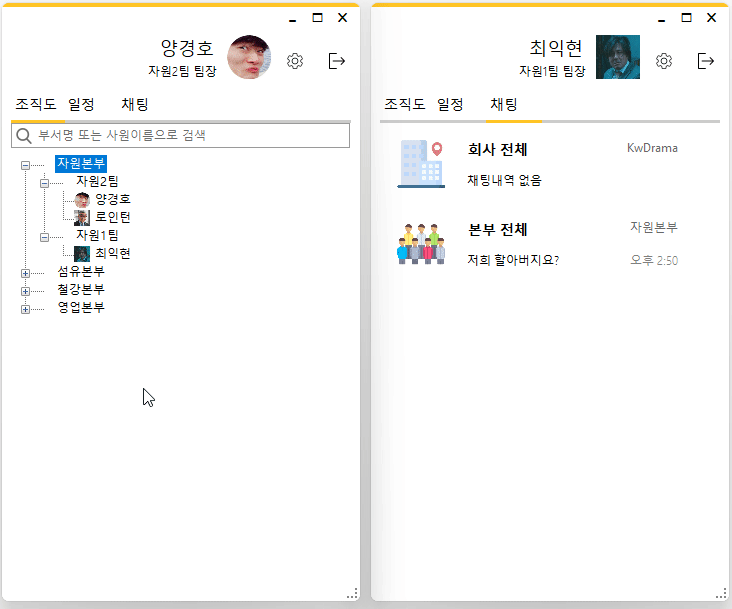 양경호
자원2팀 팀장
조직도 일정 채팅
부서명 또는 사원이름으로 검색
자원본부
자원2팀
양경호
로인턴
자원1팀
최익현
섬유본부
철강본부
영업본부
최익현
자원1팀 팀장
조직도 일정 채팅
회사 전체 KwDrama
채팅내역 없음
본부 전체 자원본부
저희 할아버지요? 오후 2:50